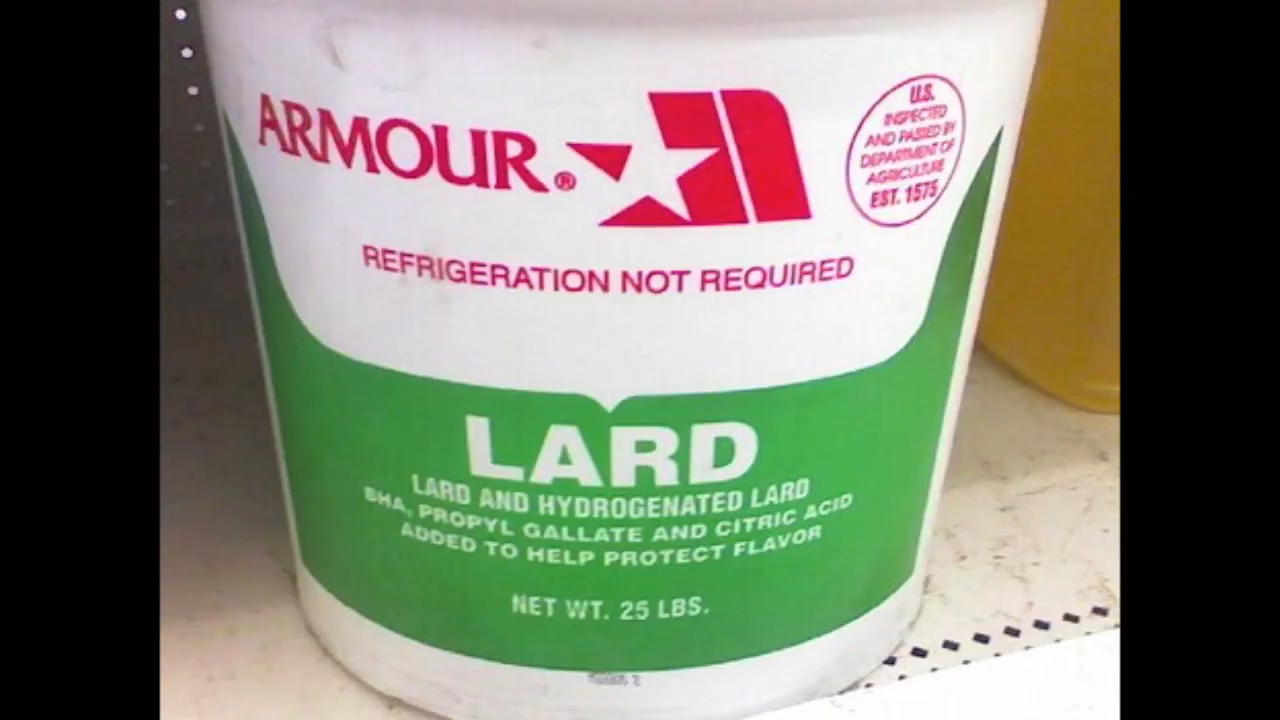 ARMOUR®
U.S.
INSPECTED
AND PASSED BY
DEPARTMENT OF
AGRICULTURE
EST. 1575
REFRIGERATION NOT REQUIRED
LARD
LARD AND HYDROGENATED LARD
BHA, PROPYL GALLATE AND CITRIC ACID
ADDED TO HELP PROTECT FLAVOR
NET WT. 25 LBS.